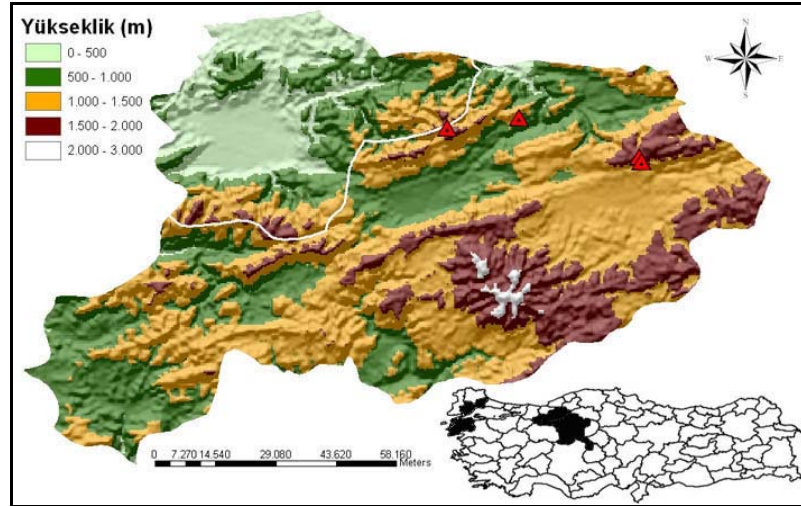 Yükseklik (m)
0 - 500
500 - 1.000
1.000 - 1.500
1.500 - 2.000
2.000 - 3.000
N
W E
S
0 7.270 14.540 29.080 43.620 58.160
Meters